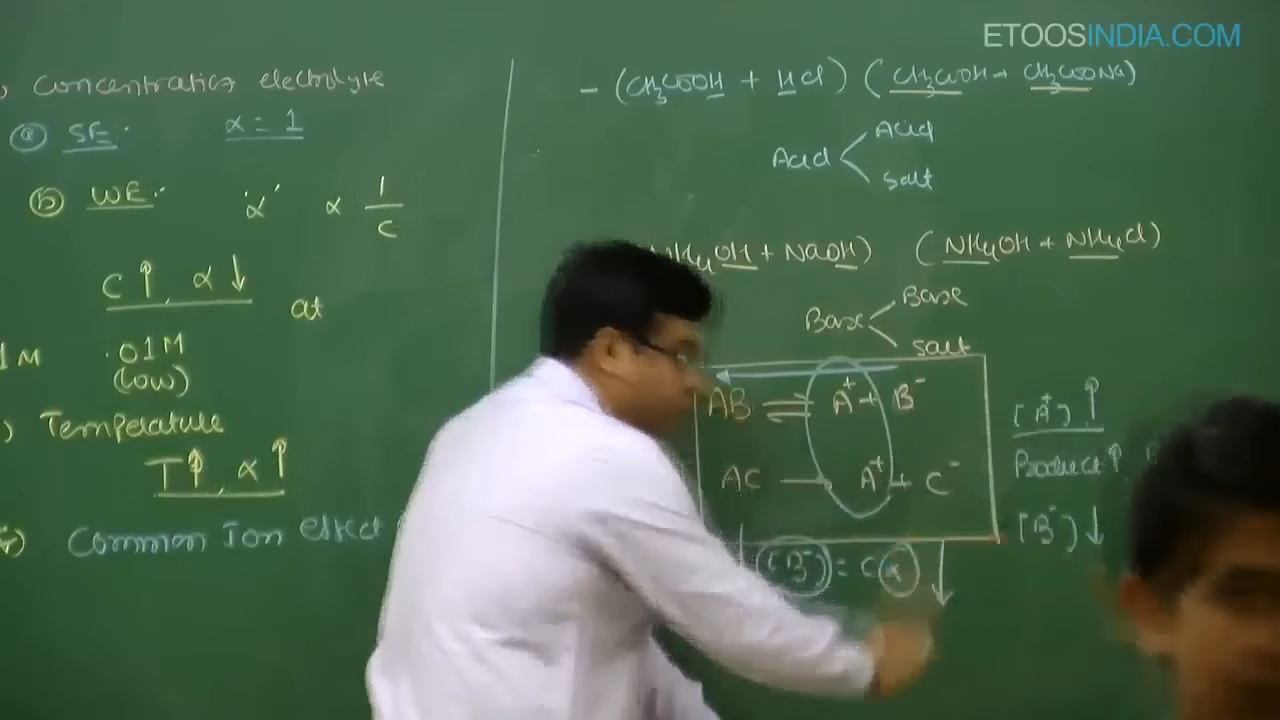 ETOOSINDIA.COM
concentration electrolyte
(a) SE:- α = 1
(b) WE:- 'α' ∝ 1/C
C↑, α↓ at
1M .01M
(low)
) Temperature
T↑, α↑
) Common Ion effect
- (CH3COOH + HCl) (CH3COOH + CH3COONa)
Acid < Acid
Salt
NH4OH + NaOH) (NH4OH + NH4Cl)
Base < Base
Salt
AB ⇌ A+ + B-
AC → A+ + C-
[B-] = Cα ↓
[A+] ↑
Product ↑,
[B-] ↓